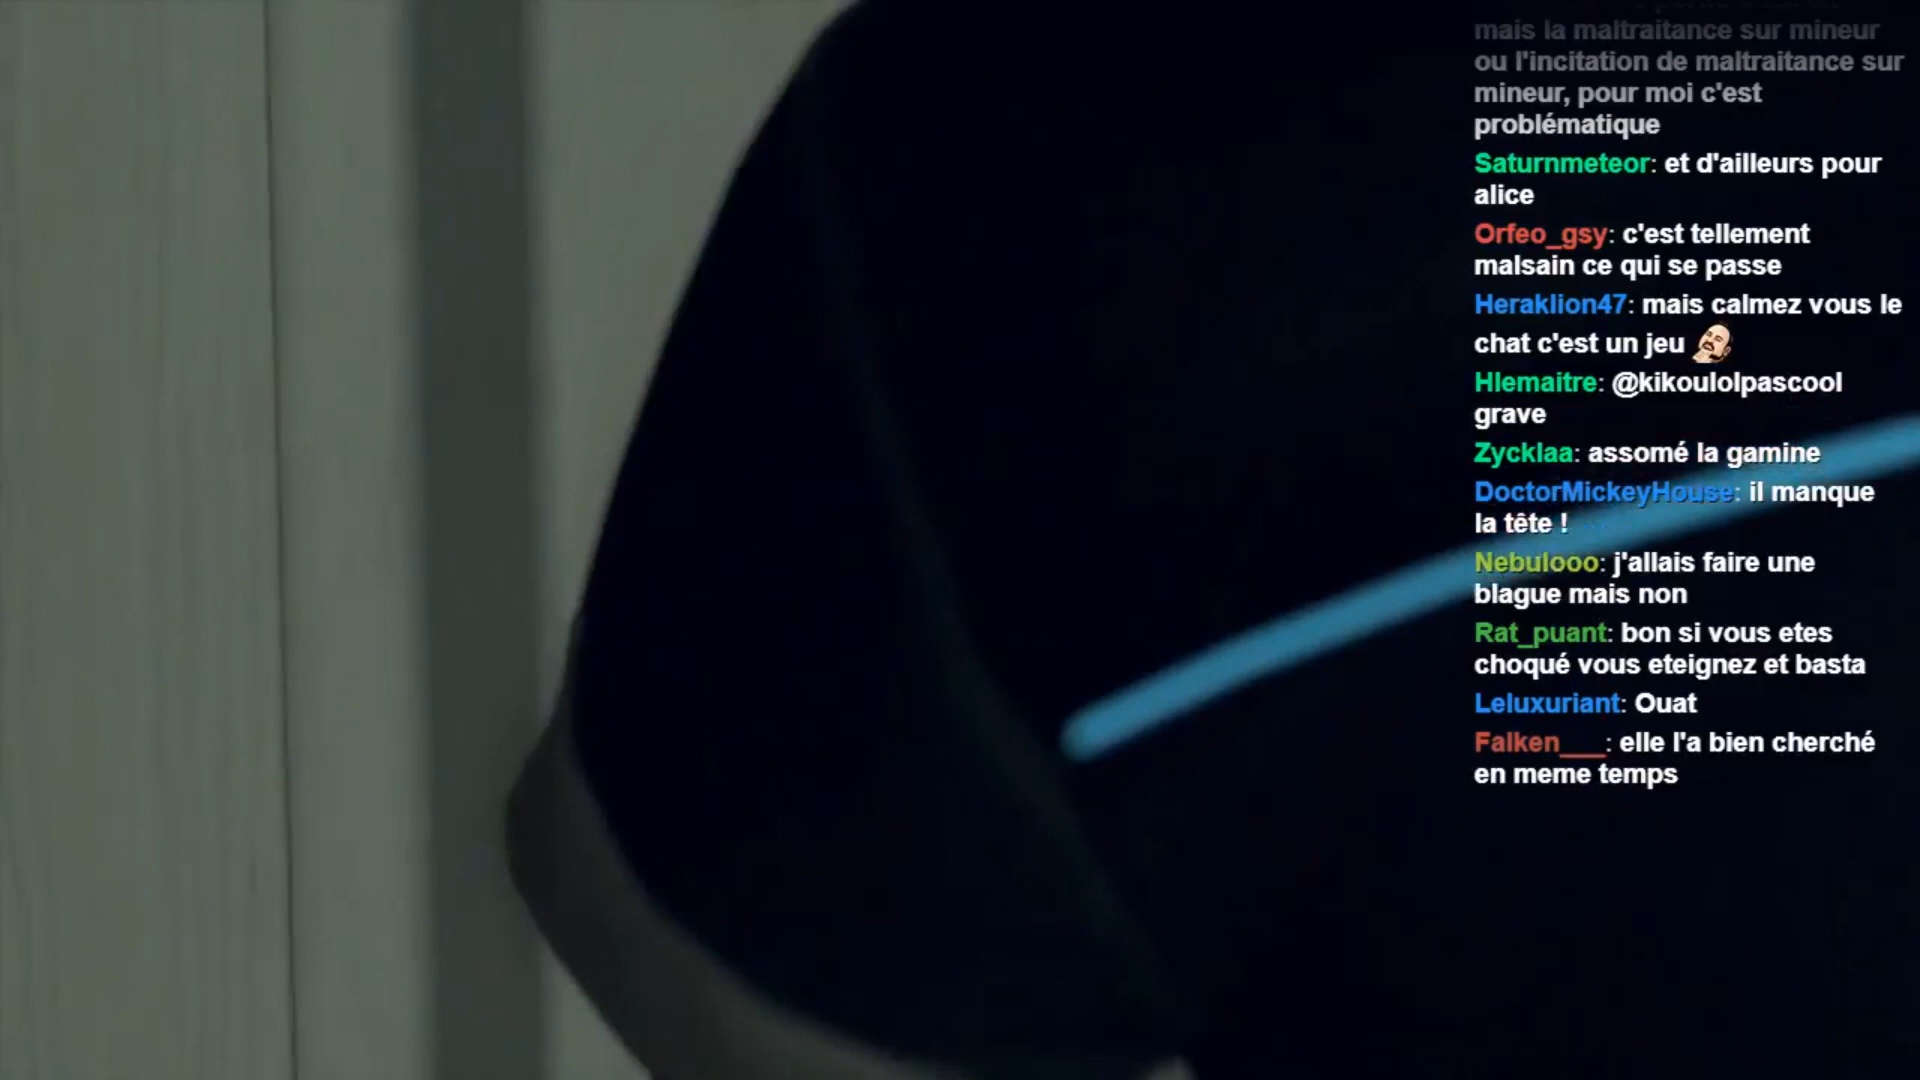 mais la maltraitance sur mineur
ou l'incitation de maltraitance sur
mineur, pour moi c'est
problématique
Saturnmeteor: et d'ailleurs pour
alice
Orfeo_gsy: c'est tellement
malsain ce qui se passe
Heraklion47: mais calmez vous le
chat c'est un jeu
Hlemaitre: @kikoulolpascool
grave
Zycklaa: assomé la gamine
DoctorMickeyHouse: il manque
la tête !
Nebulooo: j'allais faire une
blague mais non
Rat_puant: bon si vous etes
choqué vous eteignez et basta
Leluxuriant: Ouat
Falken___: elle l'a bien cherché
en meme temps